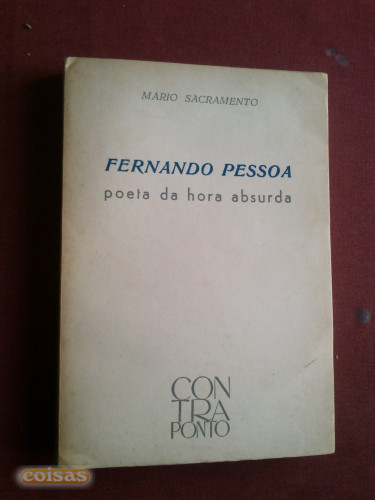 MARIO SACRAMENTO
FERNANDO PESSOA
poeta da hora absurda
CON
TRA
PONTO
coisas